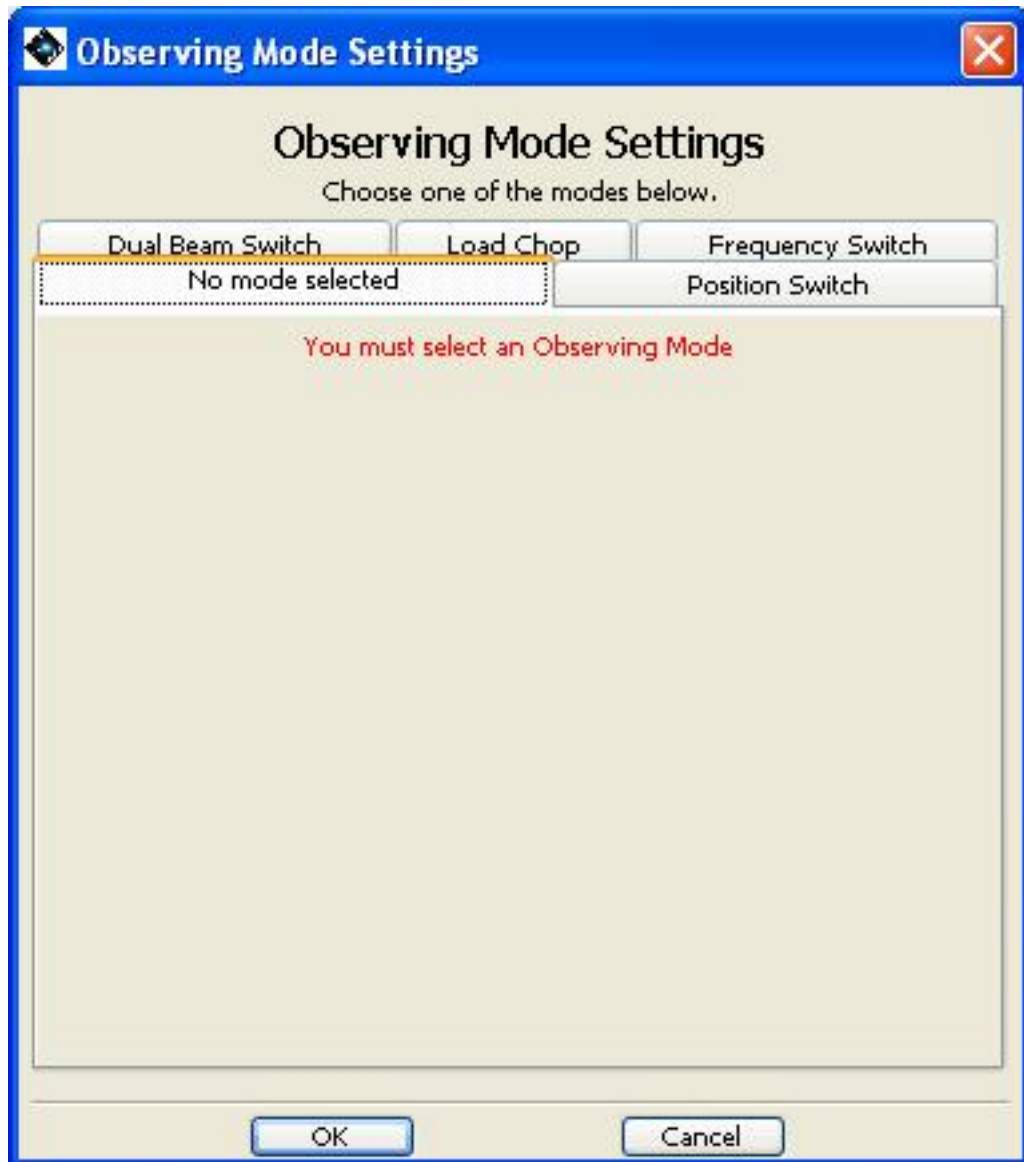 Observing Mode Settings
Observing Mode Settings
Choose one of the modes below.
Dual Beam Switch Load Chop Frequency Switch
No mode selected Position Switch
You must select an Observing Mode
OK Cancel